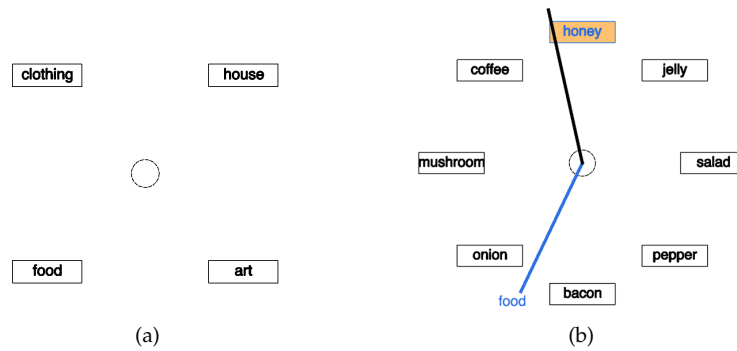 clothing
house
food
art
(a)
honey
coffee
jelly
mushroom
salad
onion
pepper
bacon
food
(b)